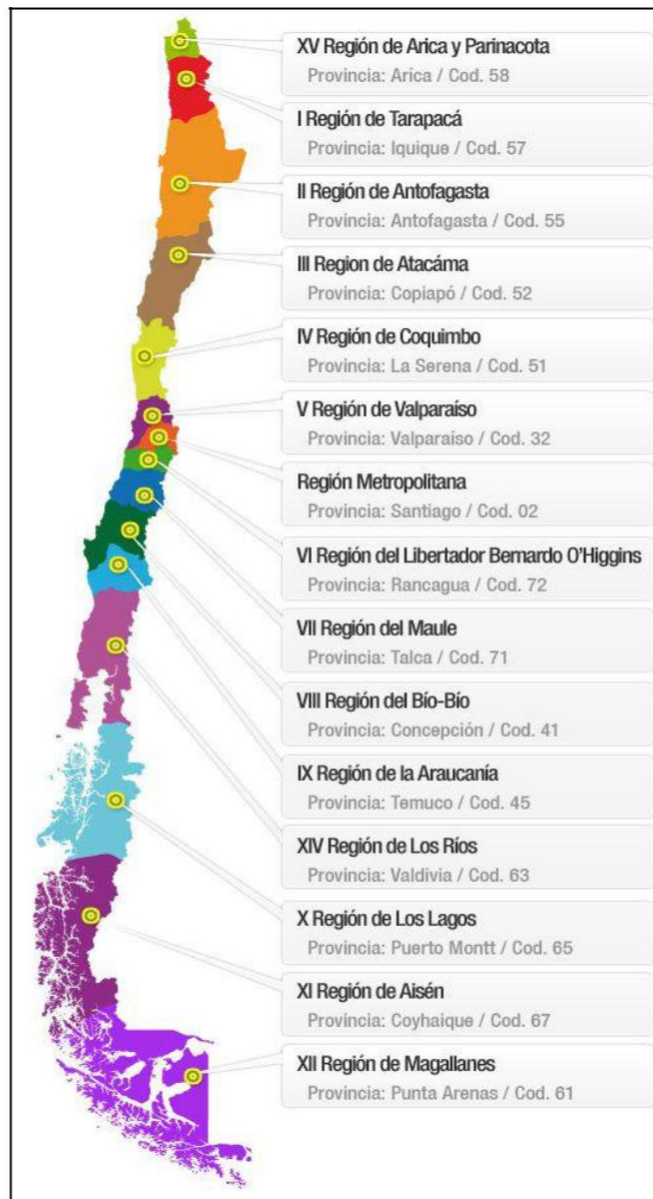 XV Región de Arica y Parinacota
Provincia: Arica / Cod. 58
I Región de Tarapacá
Provincia: Iquique / Cod. 57
II Región de Antofagasta
Provincia: Antofagasta / Cod. 55
III Region de Atacáma
Provincia: Copiapó / Cod. 52
IV Región de Coquimbo
Provincia: La Serena / Cod. 51
V Región de Valparaíso
Provincia: Valparaíso / Cod. 32
Región Metropolitana
Provincia: Santiago / Cod. 02
VI Región del Libertador Bernardo O'Higgins
Provincia: Rancagua / Cod. 72
VII Región del Maule
Provincia: Talca / Cod. 71
VIII Región del Bío-Bío
Provincia: Concepción / Cod. 41
IX Región de la Araucanía
Provincia: Temuco / Cod. 45
XIV Región de Los Ríos
Provincia: Valdivia / Cod. 63
X Región de Los Lagos
Provincia: Puerto Montt / Cod. 65
XI Región de Aisén
Provincia: Coyhaique / Cod. 67
XII Región de Magallanes
Provincia: Punta Arenas / Cod. 61